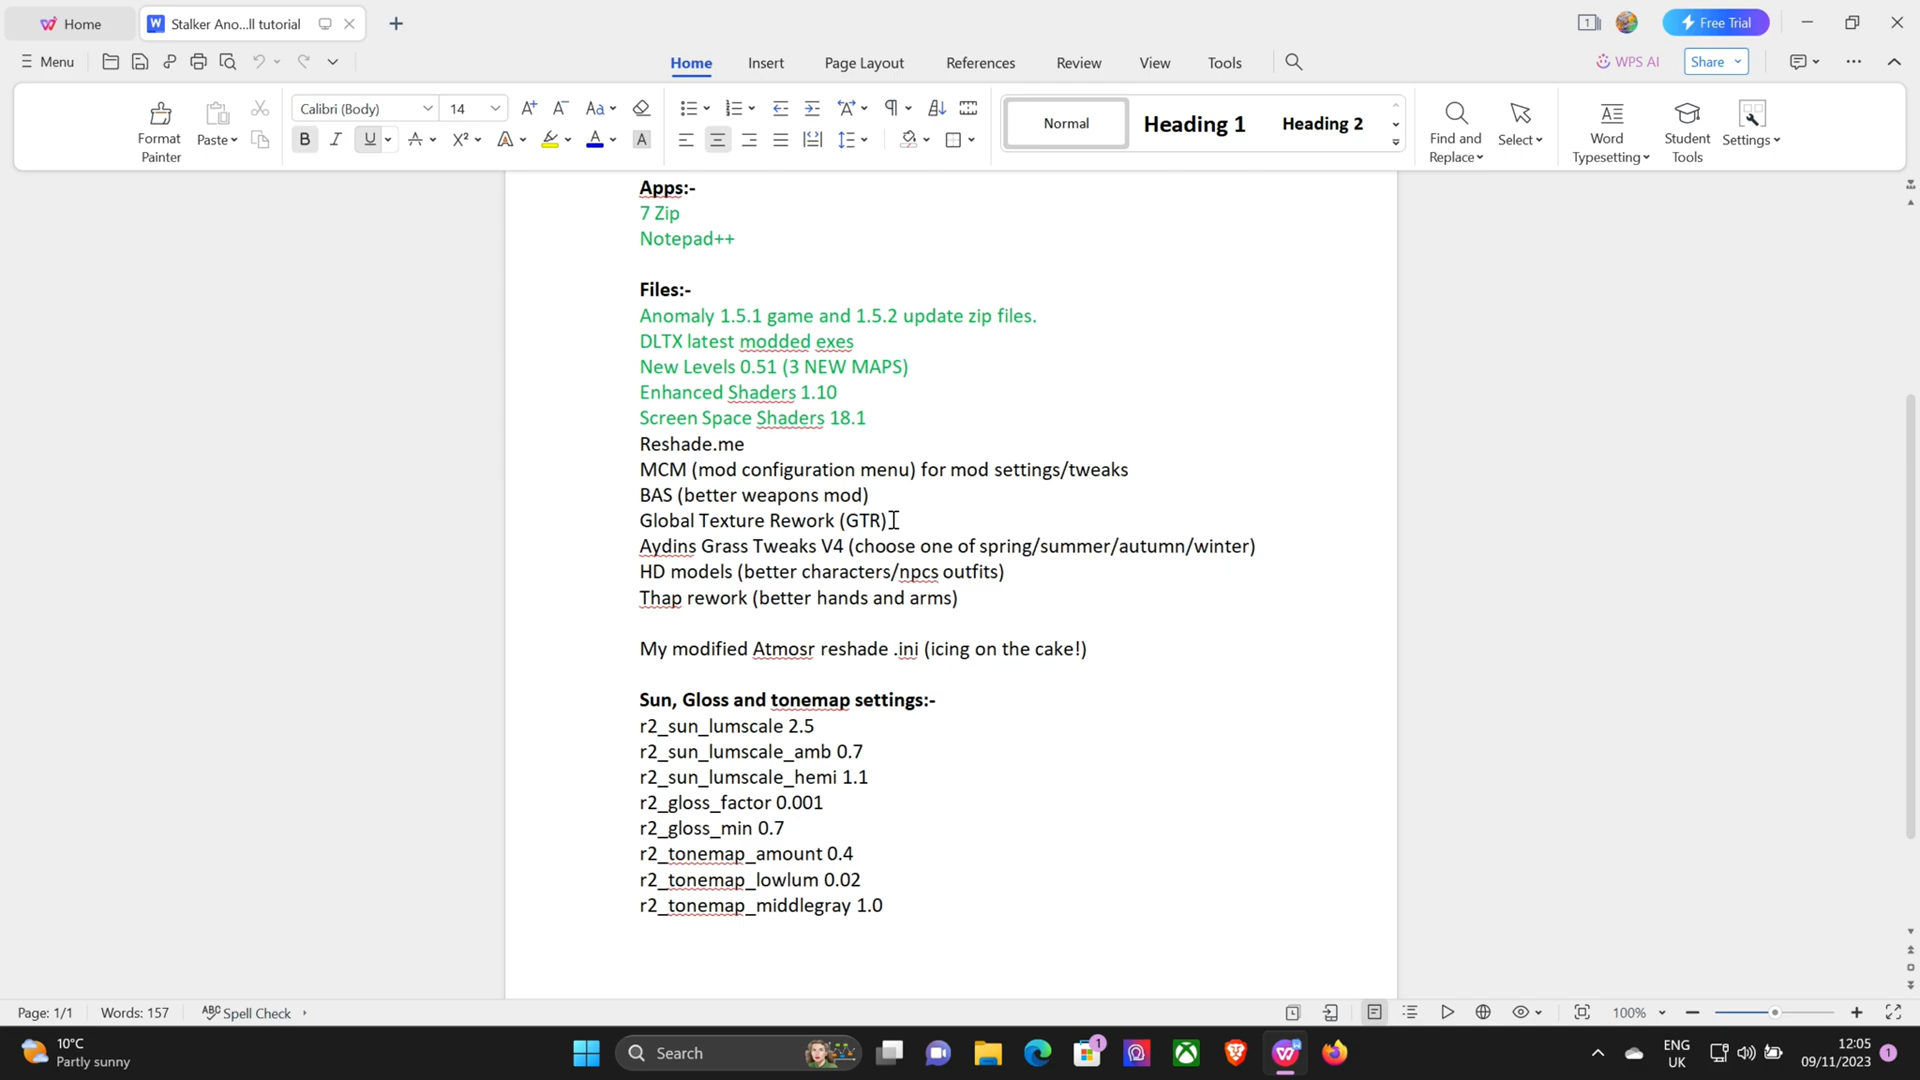 Home
Stalker Ano...ll tutorial
1
Free Trial
Menu
Home
Insert
Page Layout
References
Review
View
Tools
WPS AI
Share
Format
Painter
Paste
Calibri (Body)
14
Normal
Heading 1
Heading 2
Find and
Replace
Select
Word
Typesetting
Student
Tools
Settings
Apps:-
7 Zip
Notepad++
Files:-
Anomaly 1.5.1 game and 1.5.2 update zip files.
DLTX latest modded exes
New Levels 0.51 (3 NEW MAPS)
Enhanced Shaders 1.10
Screen Space Shaders 18.1
Reshade.me
MCM (mod configuration menu) for mod settings/tweaks
BAS (better weapons mod)
Global Texture Rework (GTR)
Aydins Grass Tweaks V4 (choose one of spring/summer/autumn/winter)
HD models (better characters/npcs outfits)
Thap rework (better hands and arms)
My modified Atmosr reshade .ini (icing on the cake!)
Sun, Gloss and tonemap settings:-
r2_sun_lumscale 2.5
r2_sun_lumscale_amb 0.7
r2_sun_lumscale_hemi 1.1
r2_gloss_factor 0.001
r2_gloss_min 0.7
r2_tonemap_amount 0.4
r2_tonemap_lowlum 0.02
r2_tonemap_middlegray 1.0
Page: 1/1
Words: 157
Spell Check
100%
10°C
Partly sunny
Search
1
ENG
UK
12:05
09/11/2023
1